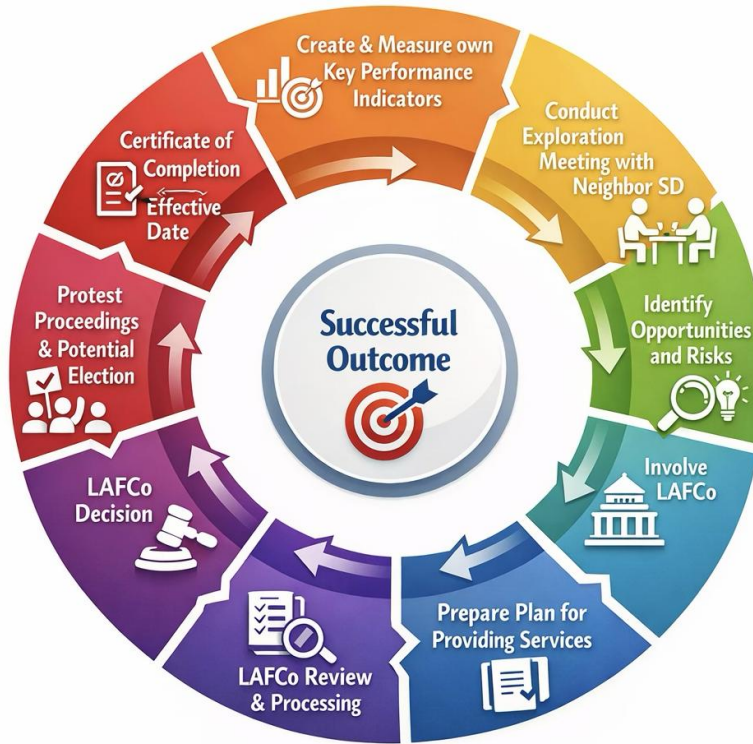 Create & Measure own
Key Performance
Indicators
Conduct
Exploration
Meeting with
Neighbor SD
Identify
Opportunities
and Risks
Involve
LAFCo
Prepare Plan for
Providing Services
LAFCo Review
& Processing
LAFCo
Decision
Protest
Proceedings
& Potential
Election
Certificate of
Completion
Effective
Date
Successful
Outcome